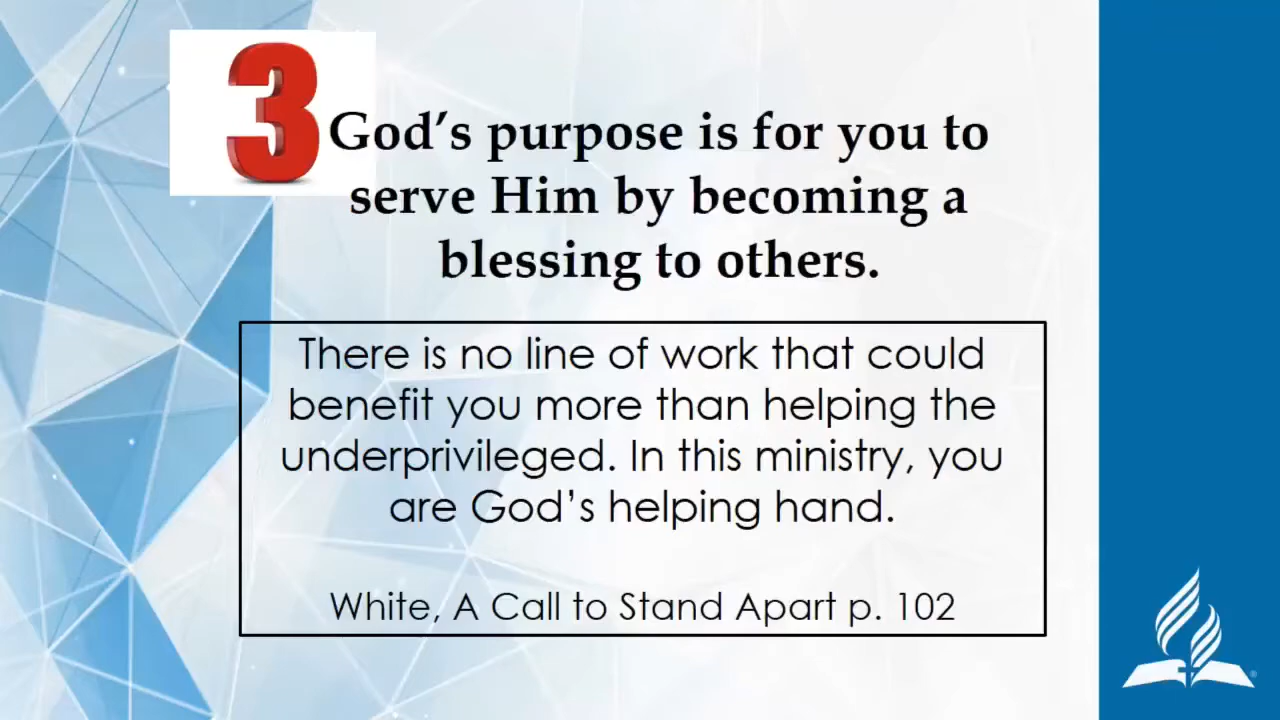 3
God’s purpose is for you to
serve Him by becoming a
blessing to others.
There is no line of work that could
benefit you more than helping the
underprivileged. In this ministry, you
are God’s helping hand.
White, A Call to Stand Apart p. 102
®